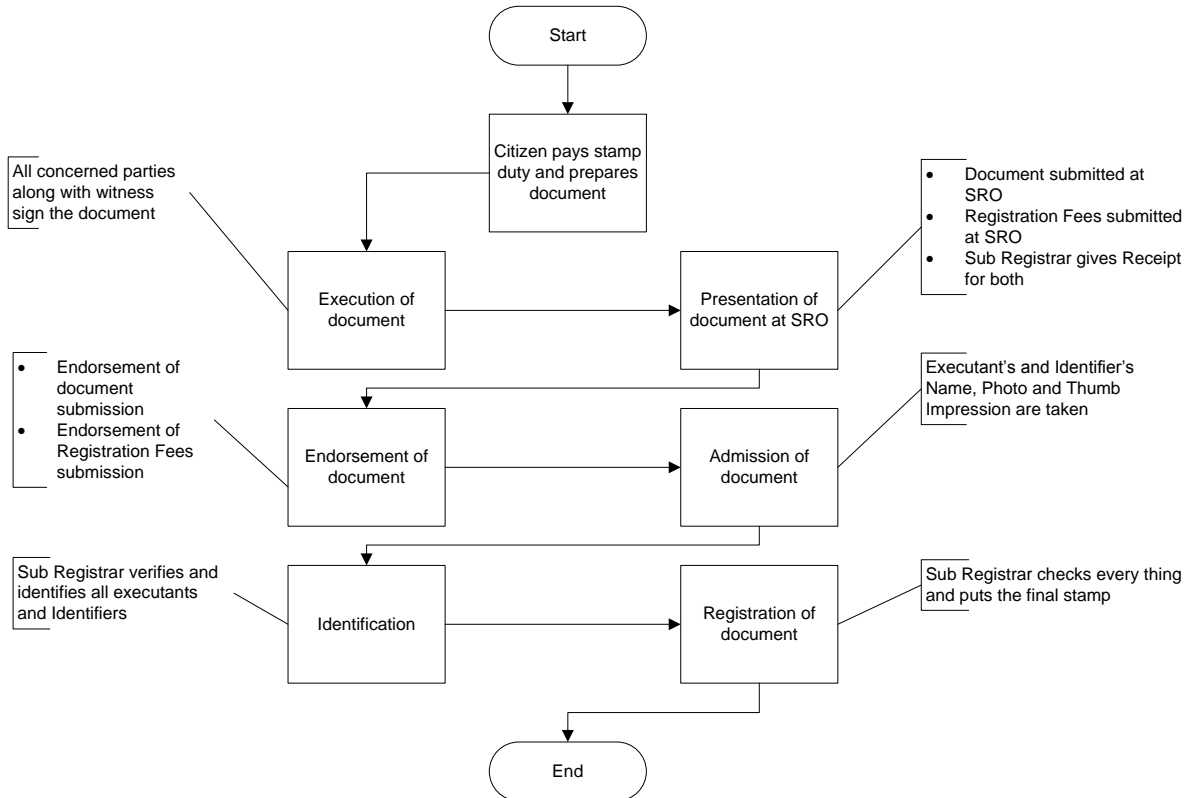 Start
Citizen pays stamp
duty and prepares
document
All concerned parties
along with witness
sign the document
• Document submitted at
SRO
• Registration Fees submitted
at SRO
• Sub Registrar gives Receipt
for both
Execution of
document
Presentation of
document at SRO
• Endorsement of
document
submission
• Endorsement of
Registration Fees
submission
Executant's and Identifier's
Name, Photo and Thumb
Impression are taken
Endorsement of
document
Admission of
document
Sub Registrar verifies and
identifies all executants
and Identifiers
Identification
Registration of
document
Sub Registrar checks every thing
and puts the final stamp
End